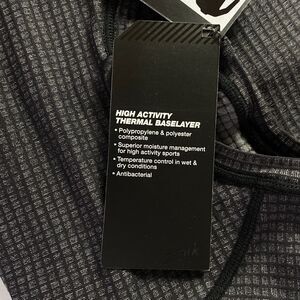 HIGH ACTIVITY
THERMAL BASELAYER
• Polypropylene & polyester
composite
• Superior moisture management
for high activity sports
• Temperature control in wet &
dry conditions
• Antibacterial